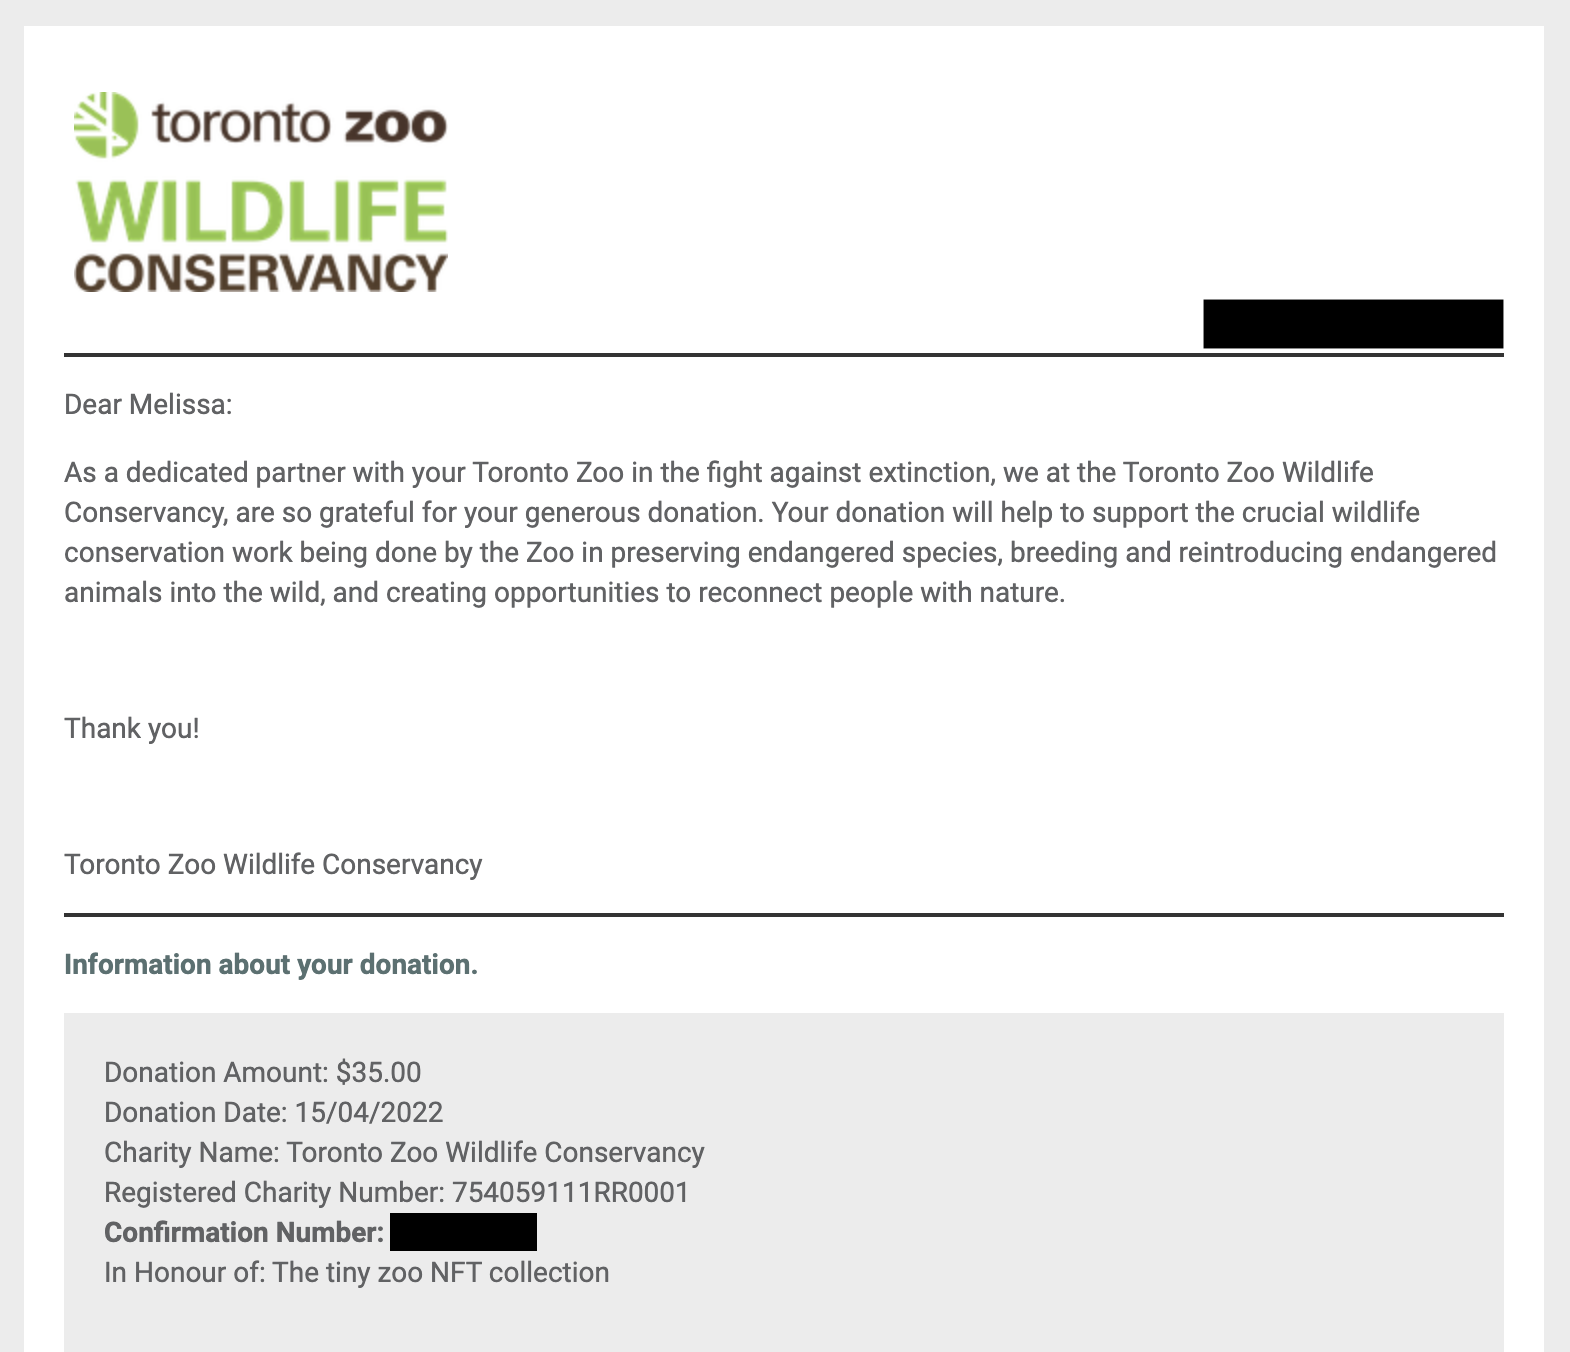 toronto zoo
WILDLIFE
CONSERVANCY
Dear Melissa:
As a dedicated partner with your Toronto Zoo in the fight against extinction, we at the Toronto Zoo Wildlife
Conservancy, are so grateful for your generous donation. Your donation will help to support the crucial wildlife
conservation work being done by the Zoo in preserving endangered species, breeding and reintroducing endangered
animals into the wild, and creating opportunities to reconnect people with nature.
Thank you!
Toronto Zoo Wildlife Conservancy
Information about your donation.
Donation Amount: $35.00
Donation Date: 15/04/2022
Charity Name: Toronto Zoo Wildlife Conservancy
Registered Charity Number: 754059111RR0001
Confirmation Number:
In Honour of: The tiny zoo NFT collection